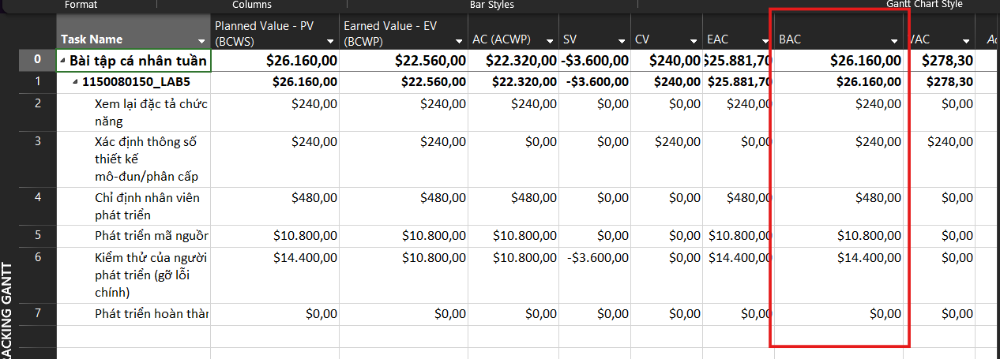 Format Columns Bar Styles Gantt Chart Style
Task Name Planned Value - PV (BCWS) Earned Value - EV (BCWP) AC (ACWP) SV CV EAC BAC VAC
0 Bài tập cá nhân tuần $26.160,00 $22.560,00 $22.320,00 -$3.600,00 $240,00 $25.881,70 $26.160,00 $278,30
1 1150080150_LAB5 $26.160,00 $22.560,00 $22.320,00 -$3.600,00 $240,00 $25.881,70 $26.160,00 $278,30
2 Xem lại đặc tả chức năng $240,00 $240,00 $240,00 $0,00 $0,00 $240,00 $240,00 $0,00
3 Xác định thông số thiết kế mô-đun/phân cấp $240,00 $240,00 $0,00 $0,00 $240,00 $0,00 $240,00 $240,00
4 Chỉ định nhân viên phát triển $480,00 $480,00 $480,00 $0,00 $0,00 $480,00 $480,00 $0,00
5 Phát triển mã nguồn $10.800,00 $10.800,00 $10.800,00 $0,00 $0,00 $10.800,00 $10.800,00 $0,00
6 Kiểm thử của người phát triển (gỡ lỗi chính) $14.400,00 $10.800,00 $10.800,00 -$3.600,00 $0,00 $14.400,00 $14.400,00 $0,00
7 Phát triển hoàn thàn $0,00 $0,00 $0,00 $0,00 $0,00 $0,00 $0,00 $0,00
RACKING GANTT